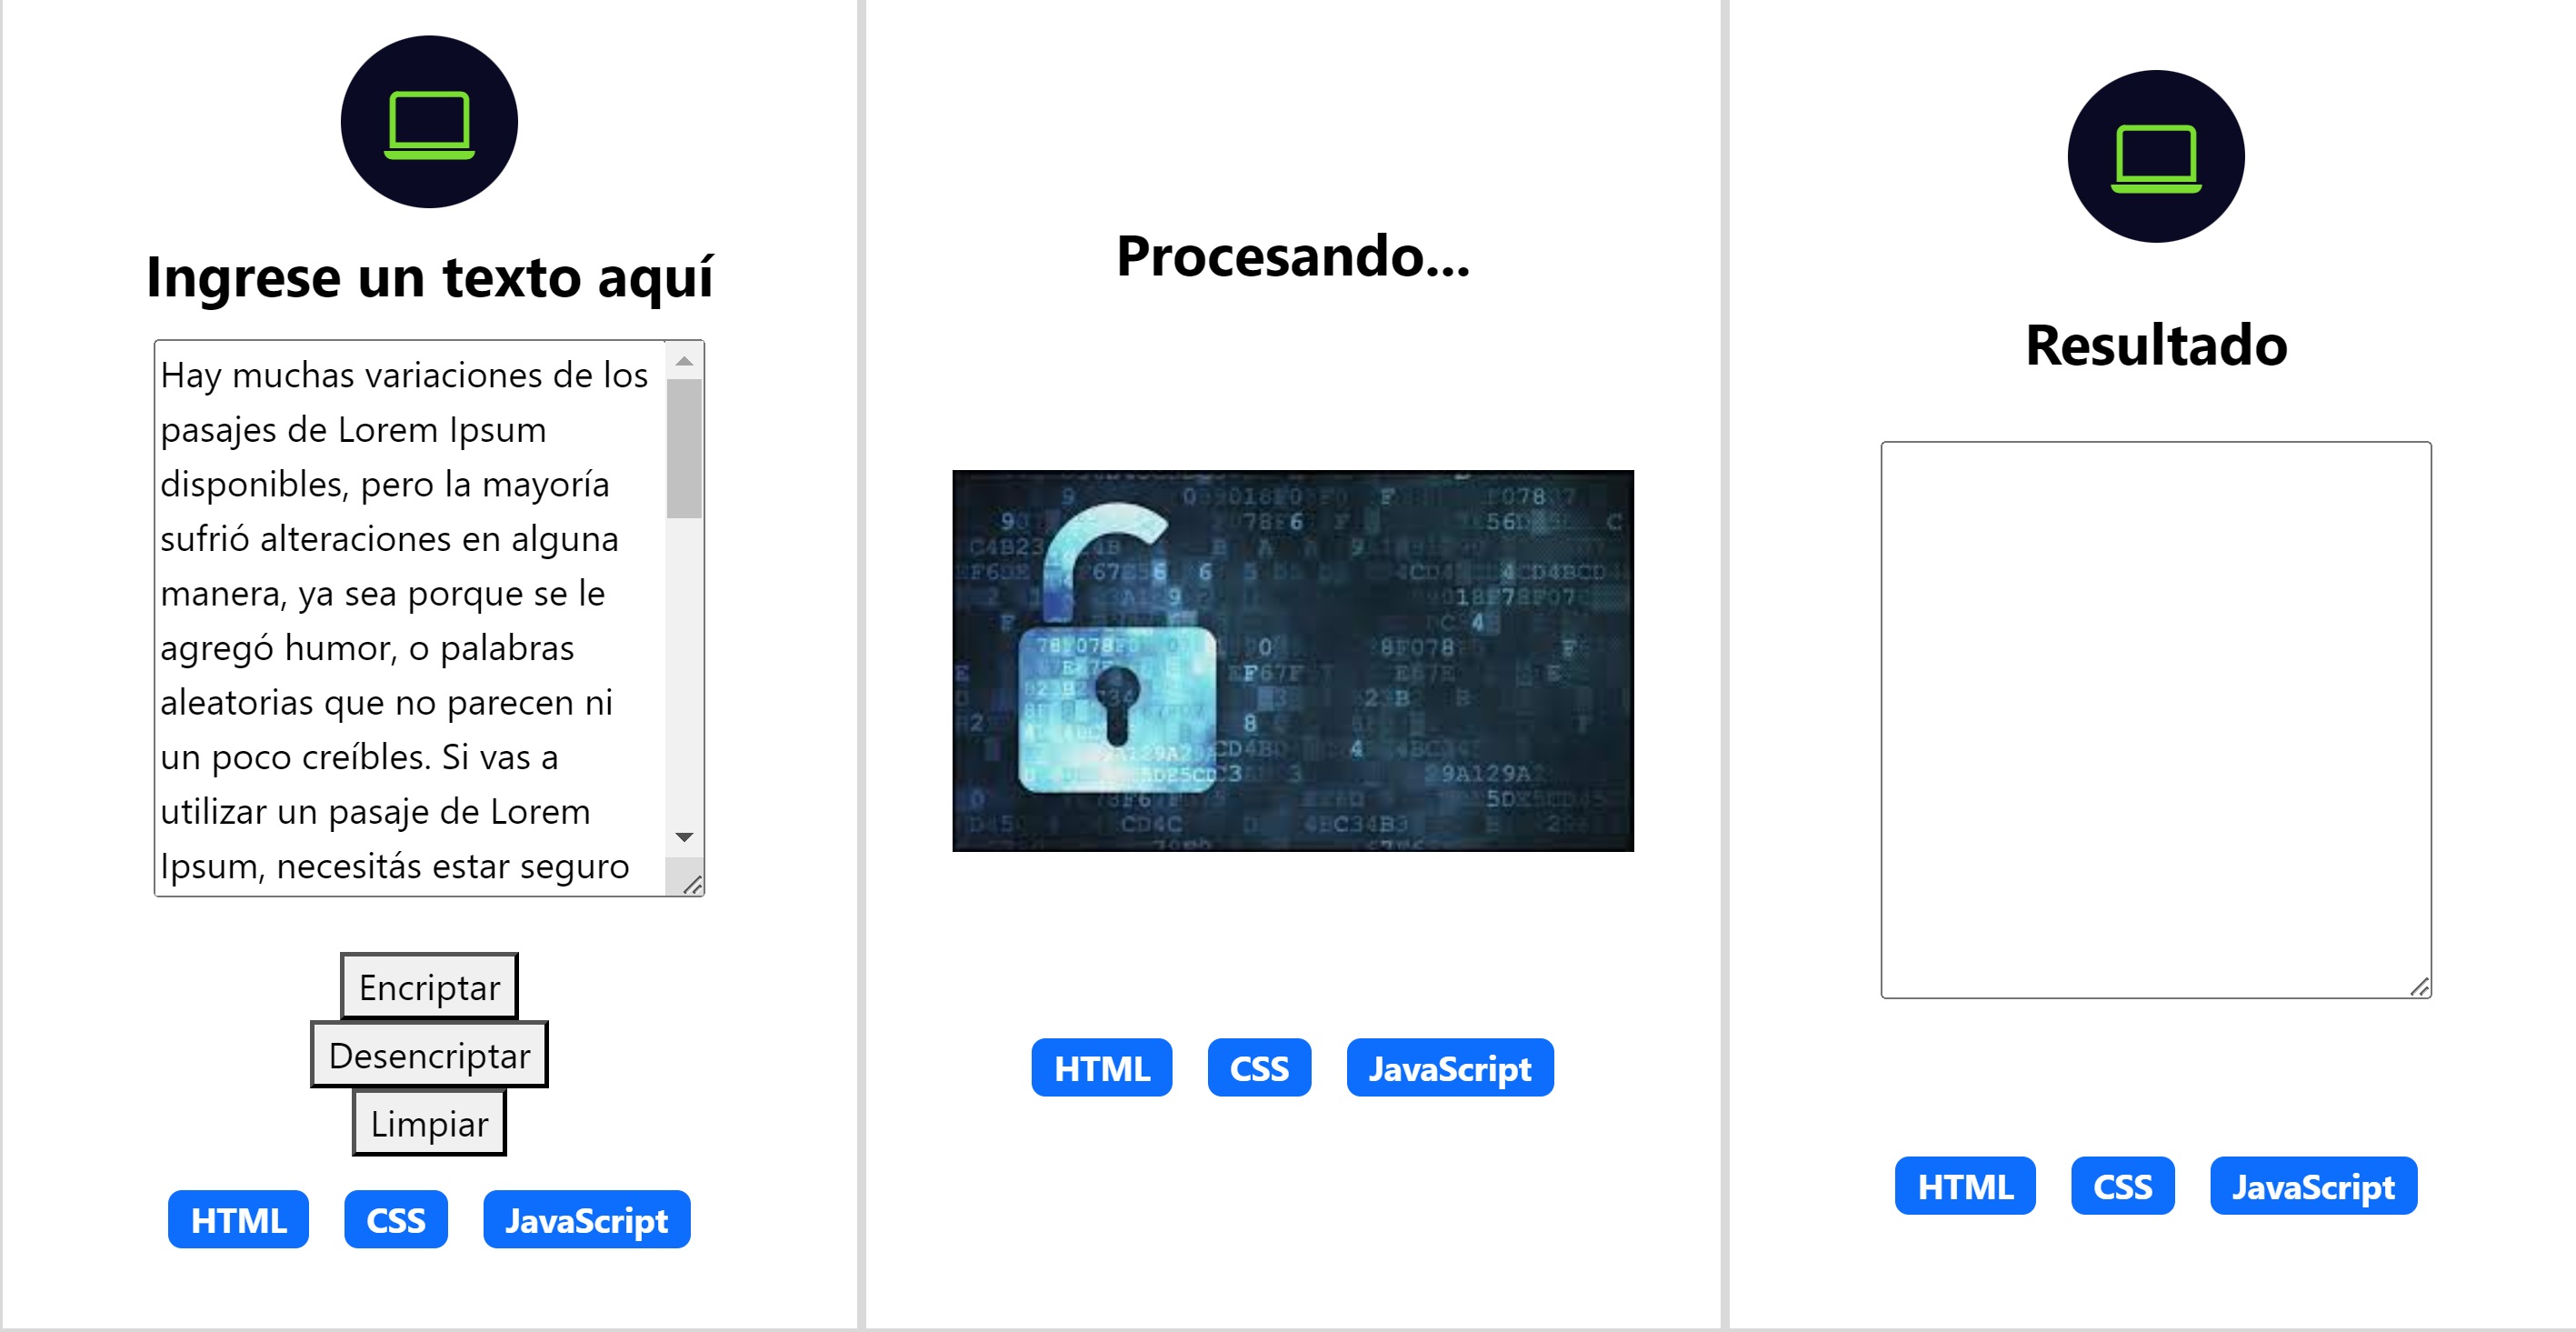 Ingrese un texto aquí
Hay muchas variaciones de los
pasajes de Lorem Ipsum
disponibles, pero la mayoría
sufrió alteraciones en alguna
manera, ya sea porque se le
agregó humor, o palabras
aleatorias que no parecen ni
un poco creíbles. Si vas a
utilizar un pasaje de Lorem
Ipsum, necesitás estar seguro
Encriptar
Desencriptar
Limpiar
HTML CSS JavaScript
Procesando...
HTML CSS JavaScript
Resultado
HTML CSS JavaScript